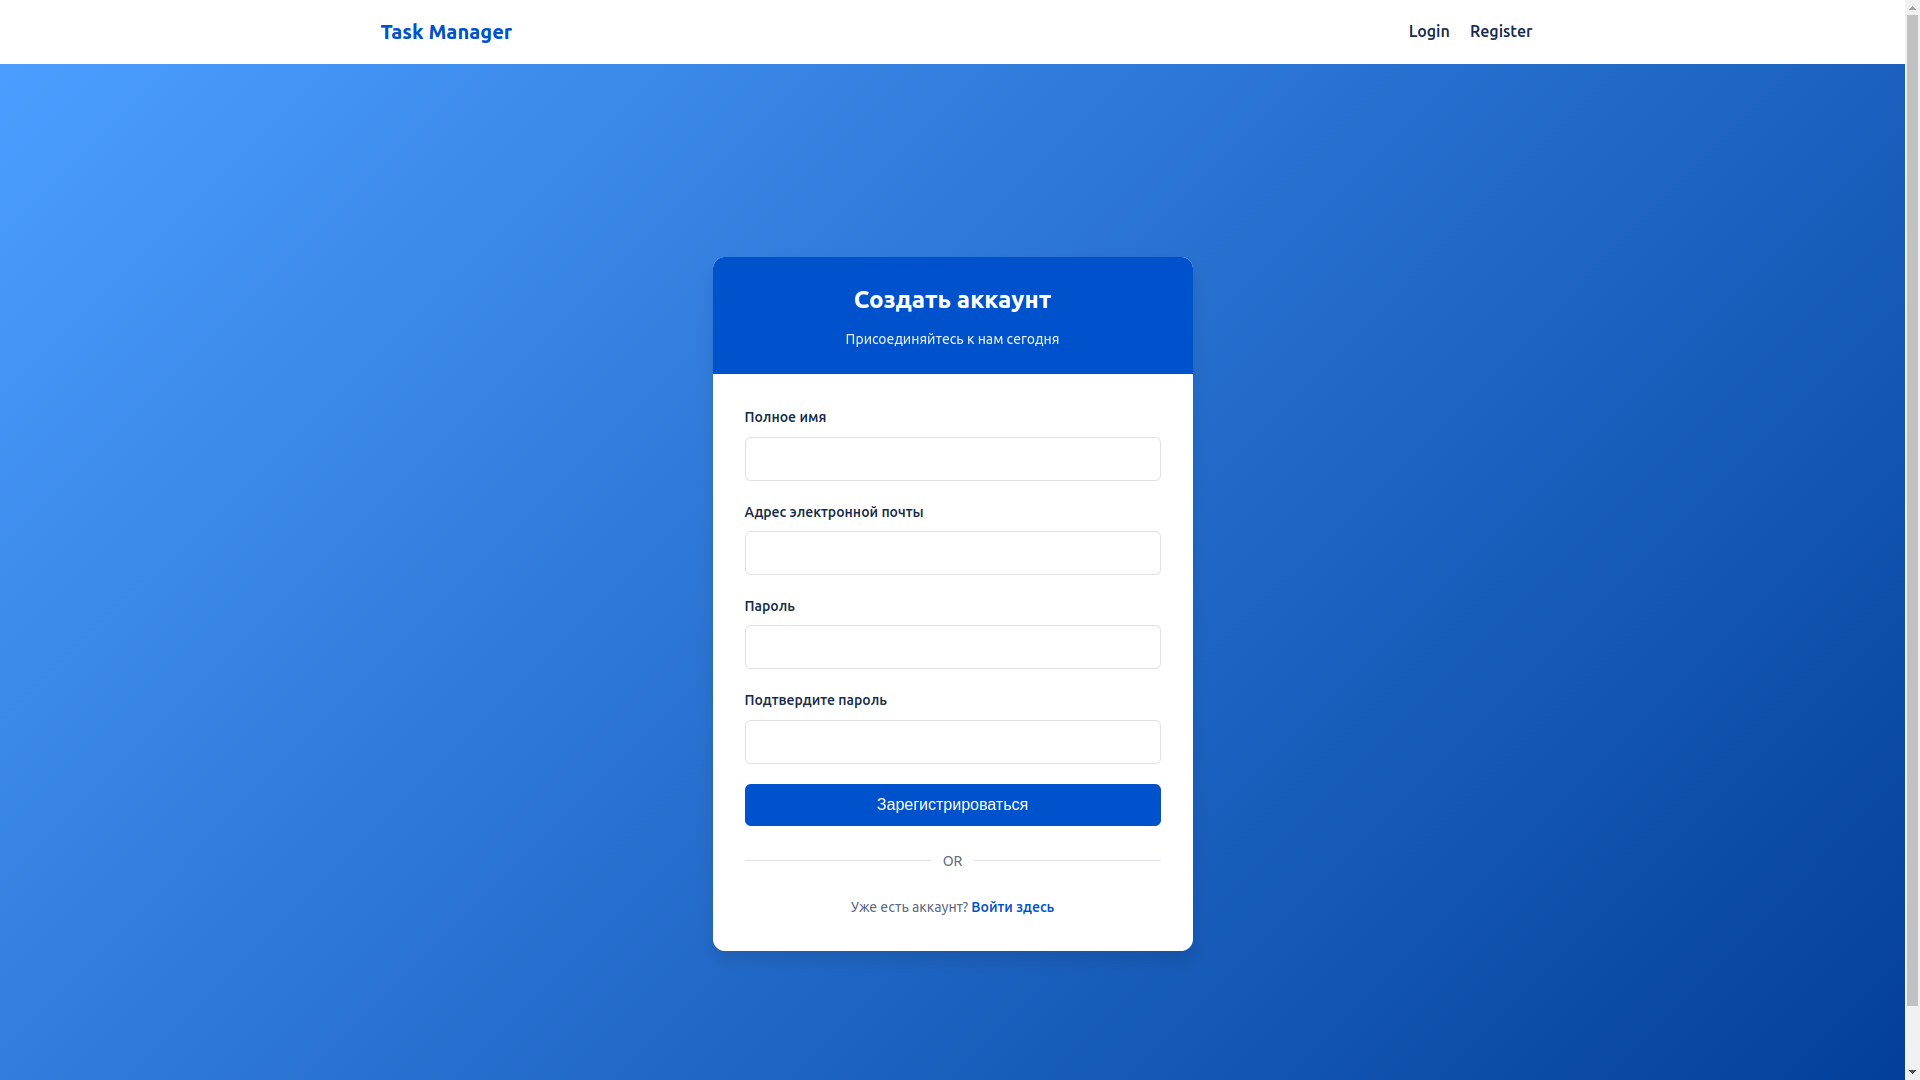 Task Manager
Login
Register
Создать аккаунт
Присоединяйтесь к нам сегодня
Полное имя
Адрес электронной почты
Пароль
Подтвердите пароль
Зарегистрироваться
OR
Уже есть аккаунт? Войти здесь